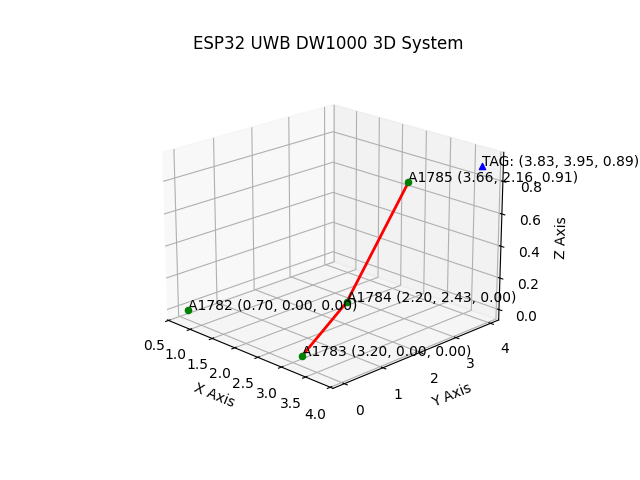 ESP32 UWB DW1000 3D System
TAG: (3.83, 3.95, 0.89)
A1785 (3.66, 2.16, 0.91)
A1784 (2.20, 2.43, 0.00)
A1782 (0.70, 0.00, 0.00)
A1783 (3.20, 0.00, 0.00)
0.5
1.0
1.5
2.0
2.5
3.0
3.5
4.0
X Axis
0
1
2
3
4
Y Axis
0.0
0.2
0.4
0.6
0.8
Z Axis